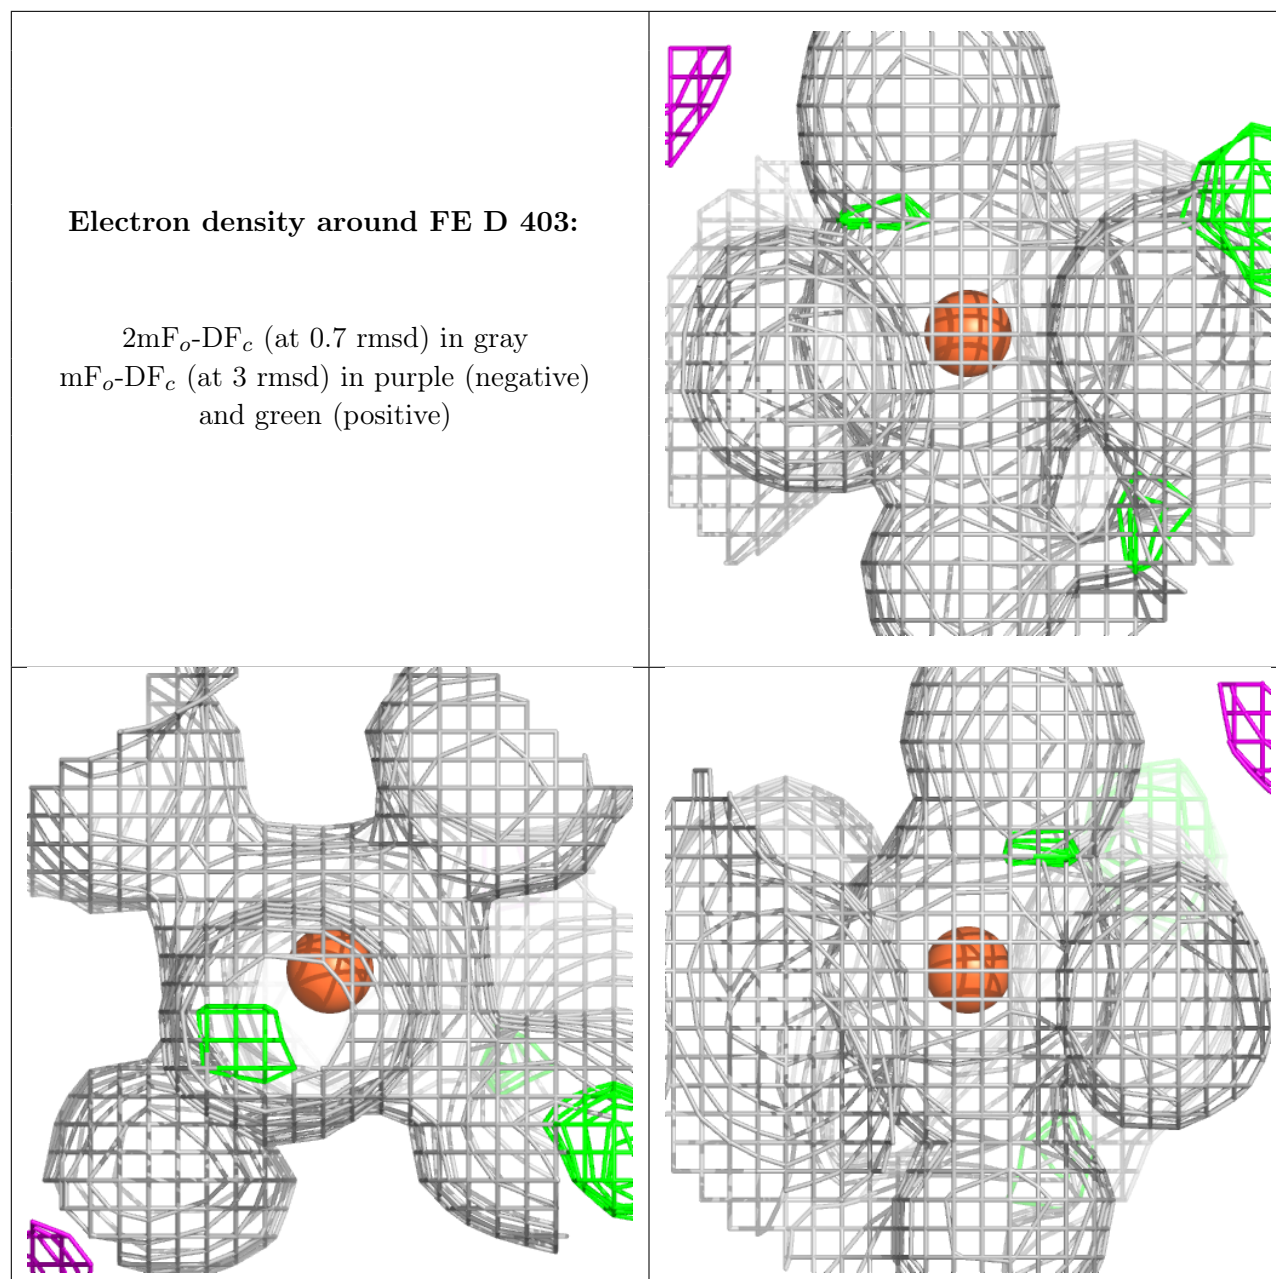 Electron density around FE D 403:
2mFo-DFc (at 0.7 rmsd) in gray
mFo-DFc (at 3 rmsd) in purple (negative)
and green (positive)